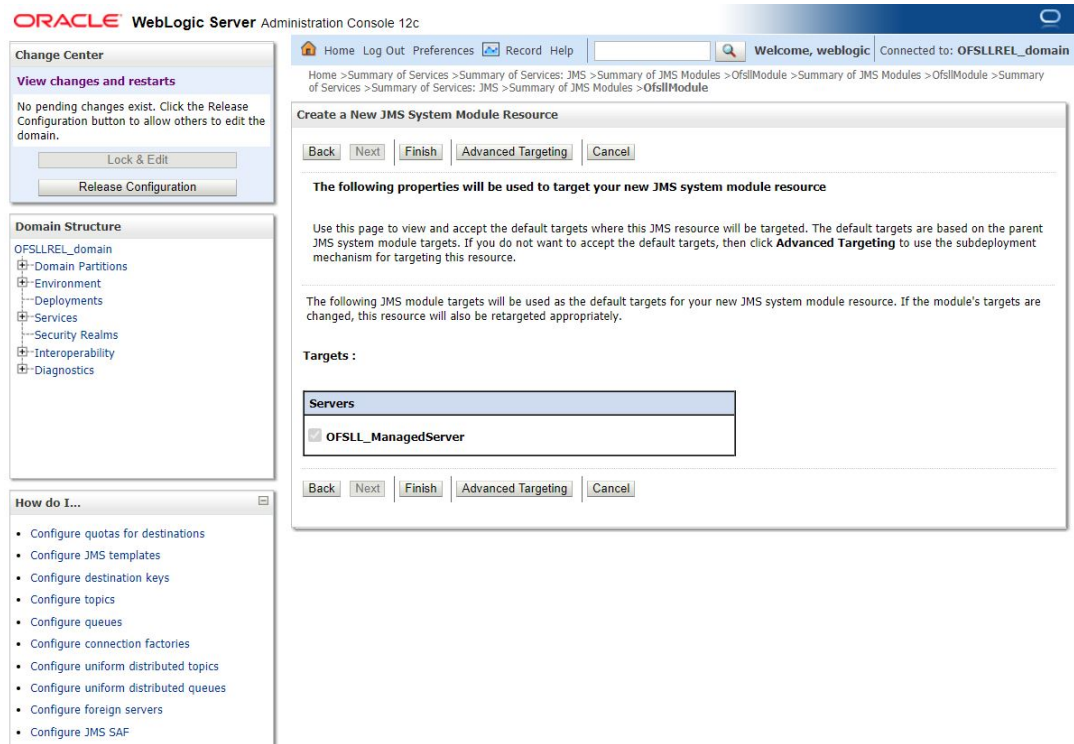 ORACLE® WebLogic Server Administration Console 12c
Change Center
View changes and restarts
No pending changes exist. Click the Release
Configuration button to allow others to edit the
domain.
Lock & Edit
Release Configuration
Domain Structure
OFSLLREL_domain
Domain Partitions
Environment
Deployments
Services
Security Realms
Interoperability
Diagnostics
How do I...
Configure quotas for destinations
Configure JMS templates
Configure destination keys
Configure topics
Configure queues
Configure connection factories
Configure uniform distributed topics
Configure uniform distributed queues
Configure foreign servers
Configure JMS SAF
Home Log Out Preferences Record Help Welcome, weblogic Connected to: OFSLLREL_domain
Home >Summary of Services >Summary of Services: JMS >Summary of JMS Modules >OfsllModule >Summary of JMS Modules >OfsllModule >Summary
of Services >Summary of Services: JMS >Summary of JMS Modules >OfsllModule
Create a New JMS System Module Resource
Back Next Finish Advanced Targeting Cancel
The following properties will be used to target your new JMS system module resource
Use this page to view and accept the default targets where this JMS resource will be targeted. The default targets are based on the parent
JMS system module targets. If you do not want to accept the default targets, then click Advanced Targeting to use the subdeployment
mechanism for targeting this resource.
The following JMS module targets will be used as the default targets for your new JMS system module resource. If the module's targets are
changed, this resource will also be retargeted appropriately.
Targets :
Servers
OFSLL_ManagedServer
Back Next Finish Advanced Targeting Cancel